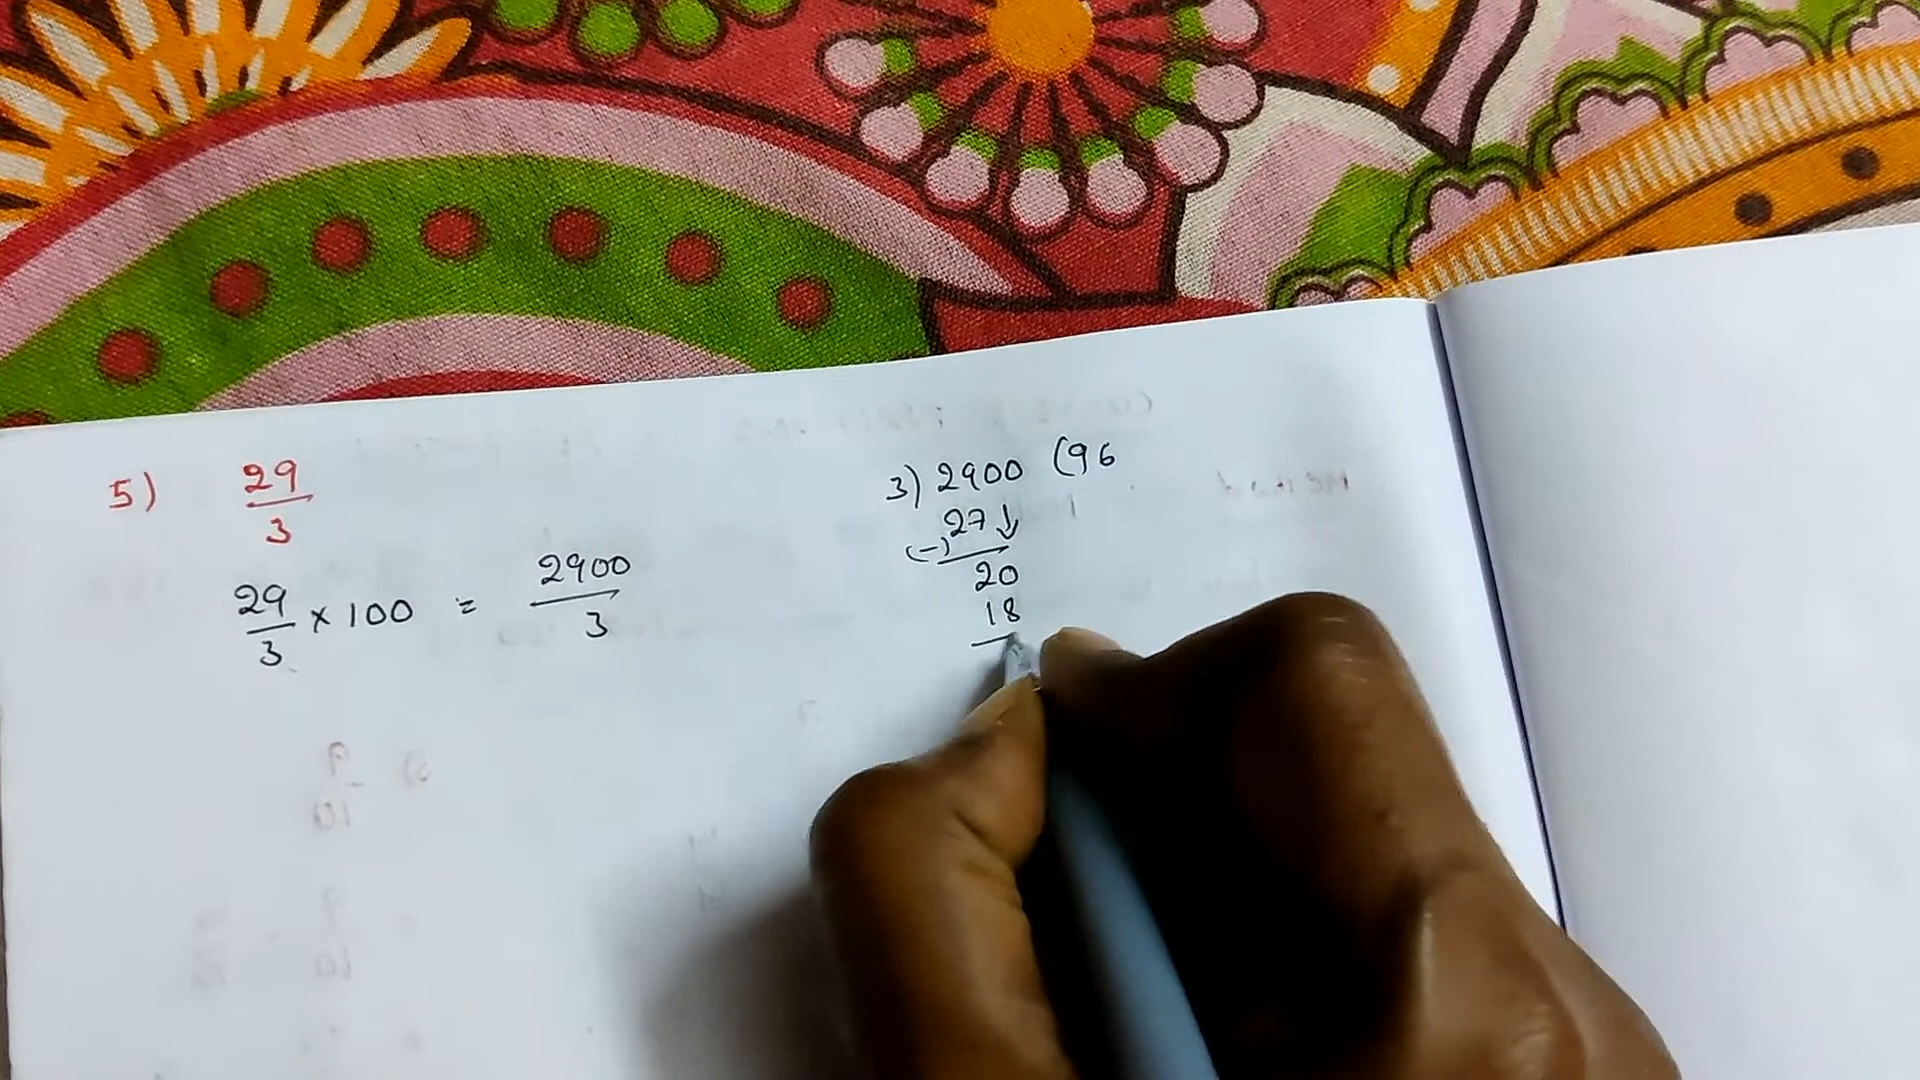 5) 29/3
29/3 × 100 = 2900/3
3) 2900 (96
27↓
(-)
20
18